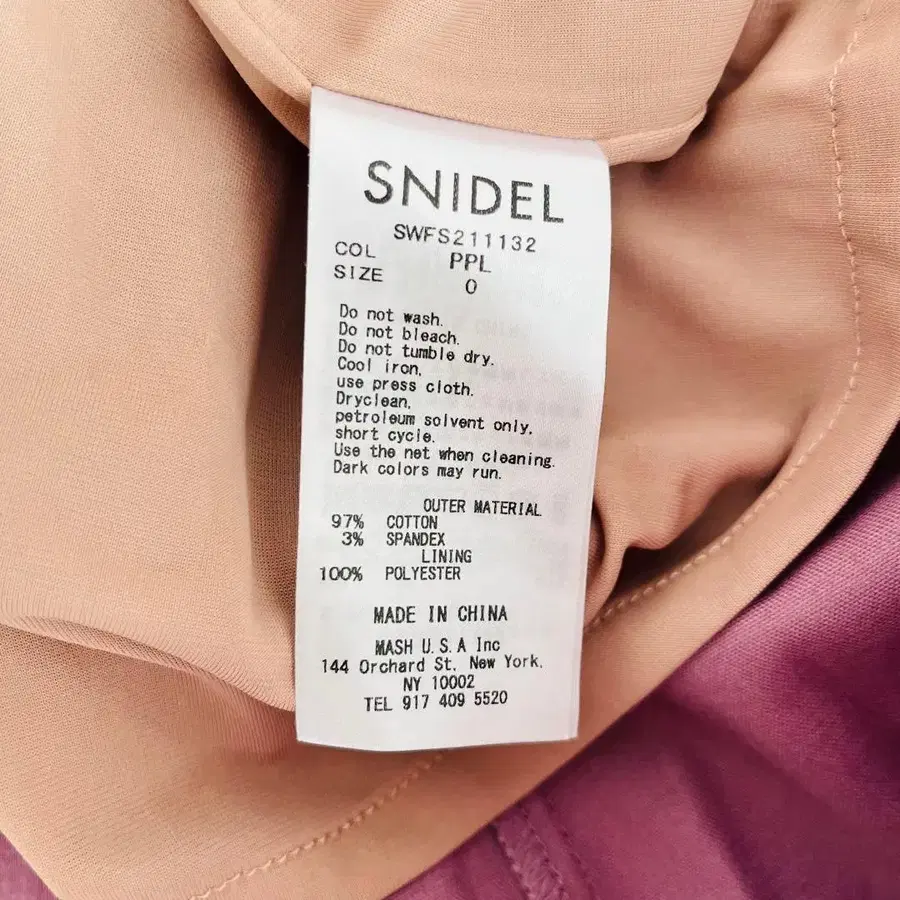 SNIDEL
SWFS211132
COL PPL
SIZE 0
Do not wash.
Do not bleach.
Do not tumble dry.
Cool iron,
use press cloth.
Dryclean,
petroleum solvent only,
short cycle.
Use the net when cleaning.
Dark colors may run.
OUTER MATERIAL
97% COTTON
3% SPANDEX
LINING
100% POLYESTER
MADE IN CHINA
MASH U.S.A Inc
144 Orchard St, New York,
NY 10002
TEL 917 409 5520